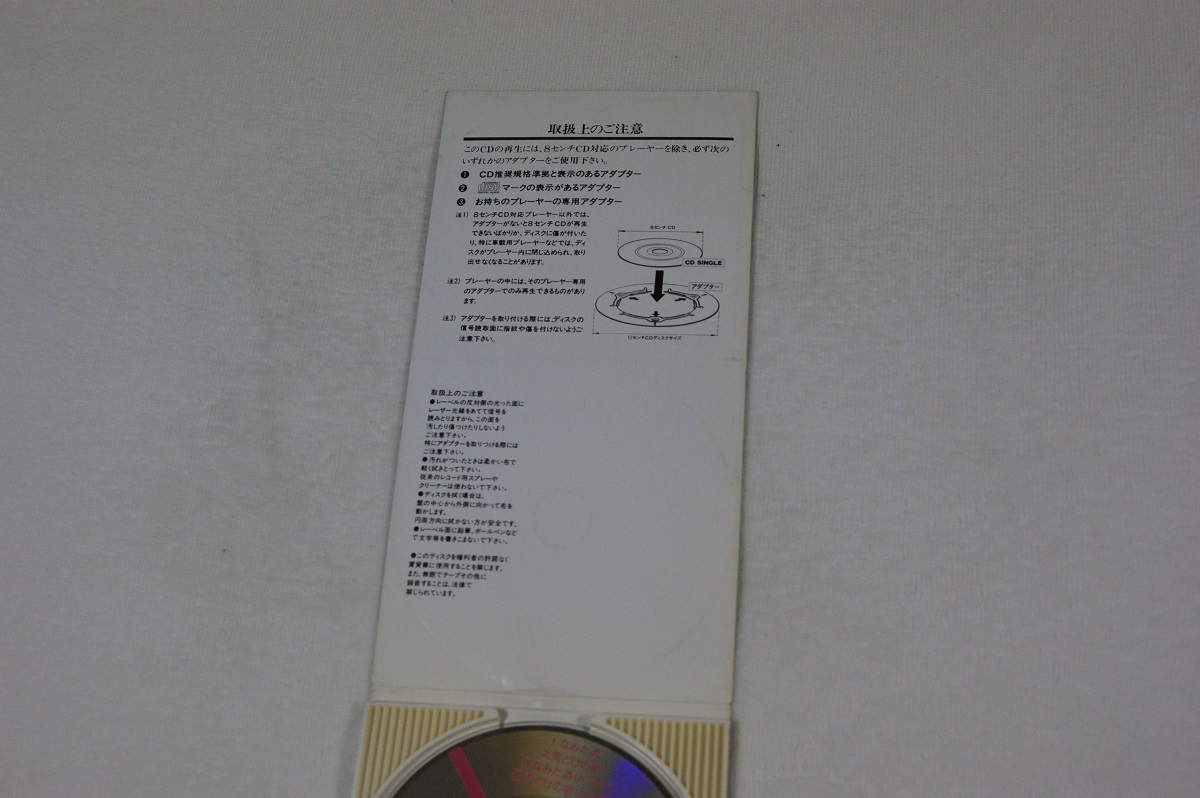 取扱上のご注意
このCDの再生には、8センチCD対応のプレーヤーを除き、必ず次の
いずれかのアダプターをご使用下さい。
❶ CD推奨規格準拠と表示のあるアダプター
❷ マークの表示があるアダプター
❸ お持ちのプレーヤーの専用アダプター
注1) 8センチCD対応プレーヤー以外では、
アダプターがないと8センチCDが再生
できないばかりか、ディスクに傷が付いた
り、特に車載用プレーヤーなどでは、ディ
スクがプレーヤー内に閉じ込められ、取り
出せなくなることがあります。
注2) プレーヤーの中には、そのプレーヤー専用
のアダプターでのみ再生できるものがあり
ます。
注3) アダプターを取り付ける際には、ディスクの
信号読取面に指紋や傷を付けないようご
注意下さい。
8センチCD
CD SINGLE
アダプター
12センチCDディスクサイズ
取扱上のご注意
●レーベルの反対側の光った面に
レーザー光線をあてて信号を
読みとりますから、この面を
汚したり傷つけたりしないよう
ご注意下さい。
特にアダプターを取りつける際には
ご注意下さい。
●汚れがついたときは柔かい布で
軽く拭きとって下さい。
従来のレコード用スプレーや
クリーナーは使わないで下さい。
●ディスクを拭く場合は、
盤の中心から外側に向かって布を
動かします。
円周方向に拭かない方が安全です。
●レーベル面に鉛筆、ボールペンなど
で文字等を書きこまないで下さい。
●このディスクを権利者の許諾なく
賃貸業に使用することを禁じます。
また、無断でテープその他に
録音することは、法律で
禁じられています。
1.なみだ